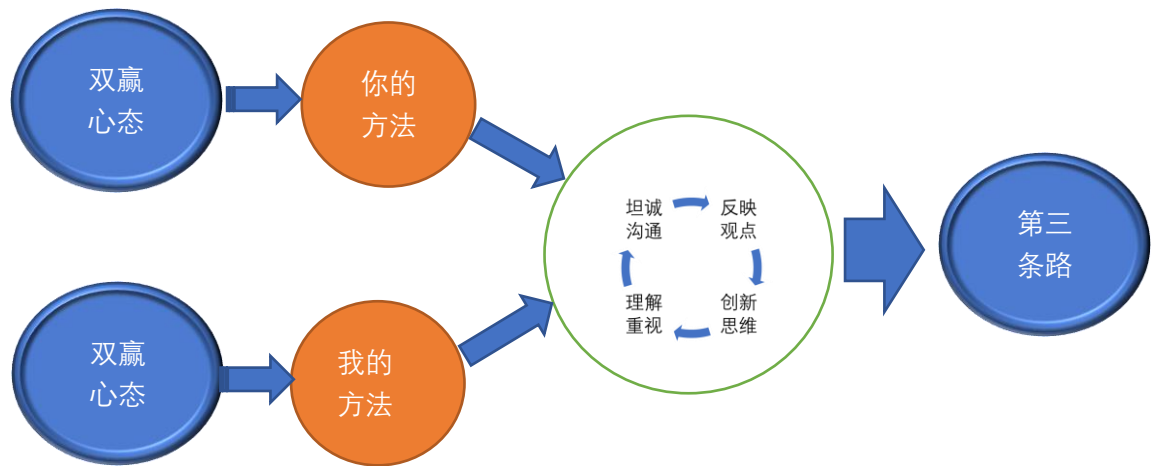 双赢
心态
你的
方法
双赢
心态
我的
方法
坦诚
沟通
反映
观点
理解
重视
创新
思维
第三
条路